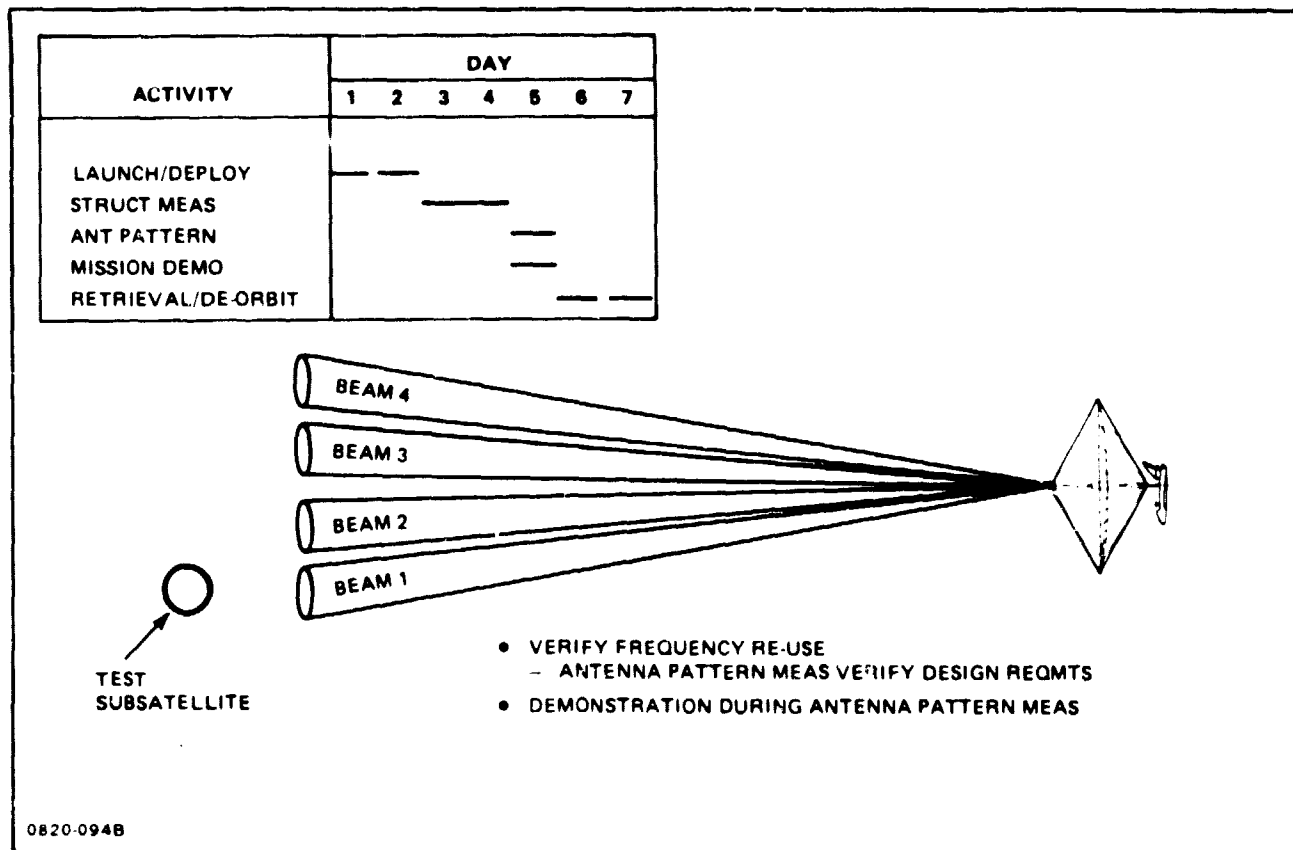 ACTIVITY
DAY
1 2 3 4 5 6 7
LAUNCH/DEPLOY
STRUCT MEAS
ANT PATTERN
MISSION DEMO
RETRIEVAL/DE-ORBIT
BEAM 4
BEAM 3
BEAM 2
BEAM 1
TEST
SUBSATELLITE
• VERIFY FREQUENCY RE-USE
– ANTENNA PATTERN MEAS VERIFY DESIGN REQMTS
• DEMONSTRATION DURING ANTENNA PATTERN MEAS
0820-094B